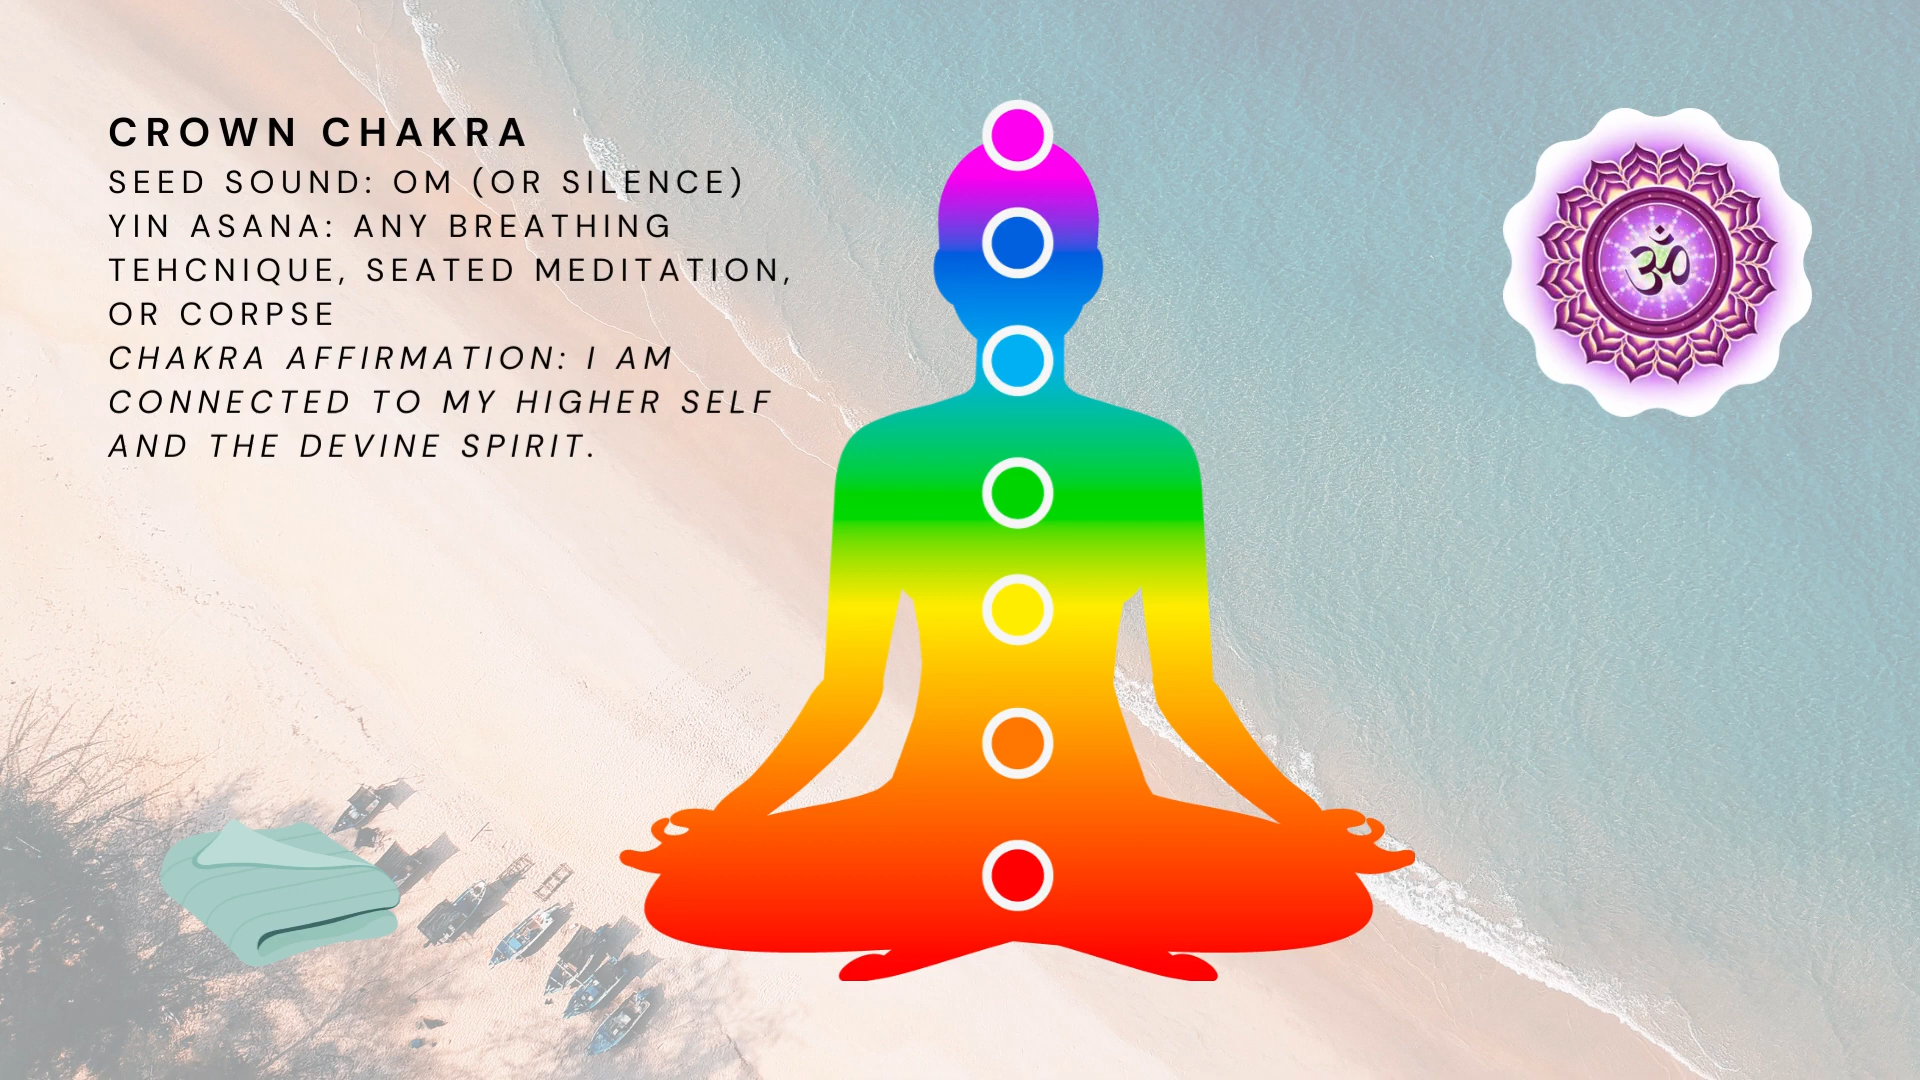 CROWN CHAKRA
SEED SOUND: OM (OR SILENCE)
YIN ASANA: ANY BREATHING
TEHCNIQUE, SEATED MEDITATION,
OR CORPSE
CHAKRA AFFIRMATION: I AM
CONNECTED TO MY HIGHER SELF
AND THE DEVINE SPIRIT.
ॐ